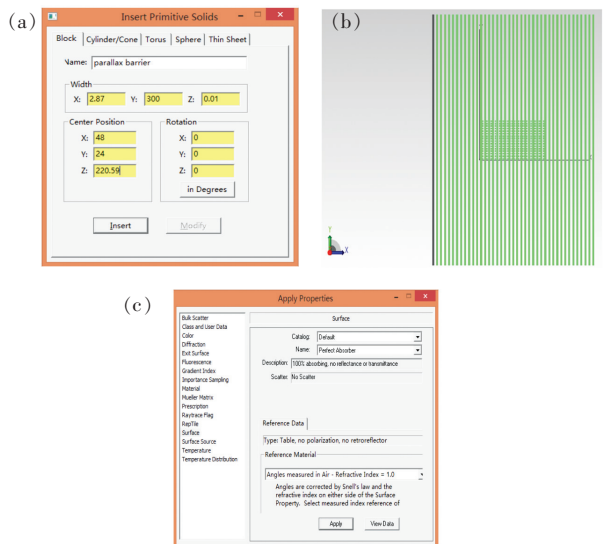 (a)
Insert Primitive Solids
Block Cylinder/Cone Torus Sphere Thin Sheet
Name: parallax barrier
Width
X: 2.87 Y: 300 Z: 0.01
Center Position
X: 48
Y: 24
Z: 220.59
Rotation
X: 0
Y: 0
Z: 0
in Degrees
Insert Modify
(b)
Y
X
(c)
Apply Properties
Bulk Scatter
Class and User Data
Color
Diffraction
Exit Surface
Fluorescence
Gradient Index
Importance Sampling
Material
Mueller Matrix
Prescription
Raytrace Flag
RepTile
Surface
Surface Source
Temperature
Temperature Distribution
Surface
Catalog: Default
Name: Perfect Absorber
Description: 100% absorbing, no reflectance or transmittance
Scatter: No Scatter
Reference Data
Type: Table, no polarization, no retroreflector
Reference Material
Angles measured in Air - Refractive Index = 1.0
Angles are corrected by Snell's law and the
refractive index on either side of the Surface
Property. Select measured index reference of
Apply View Data